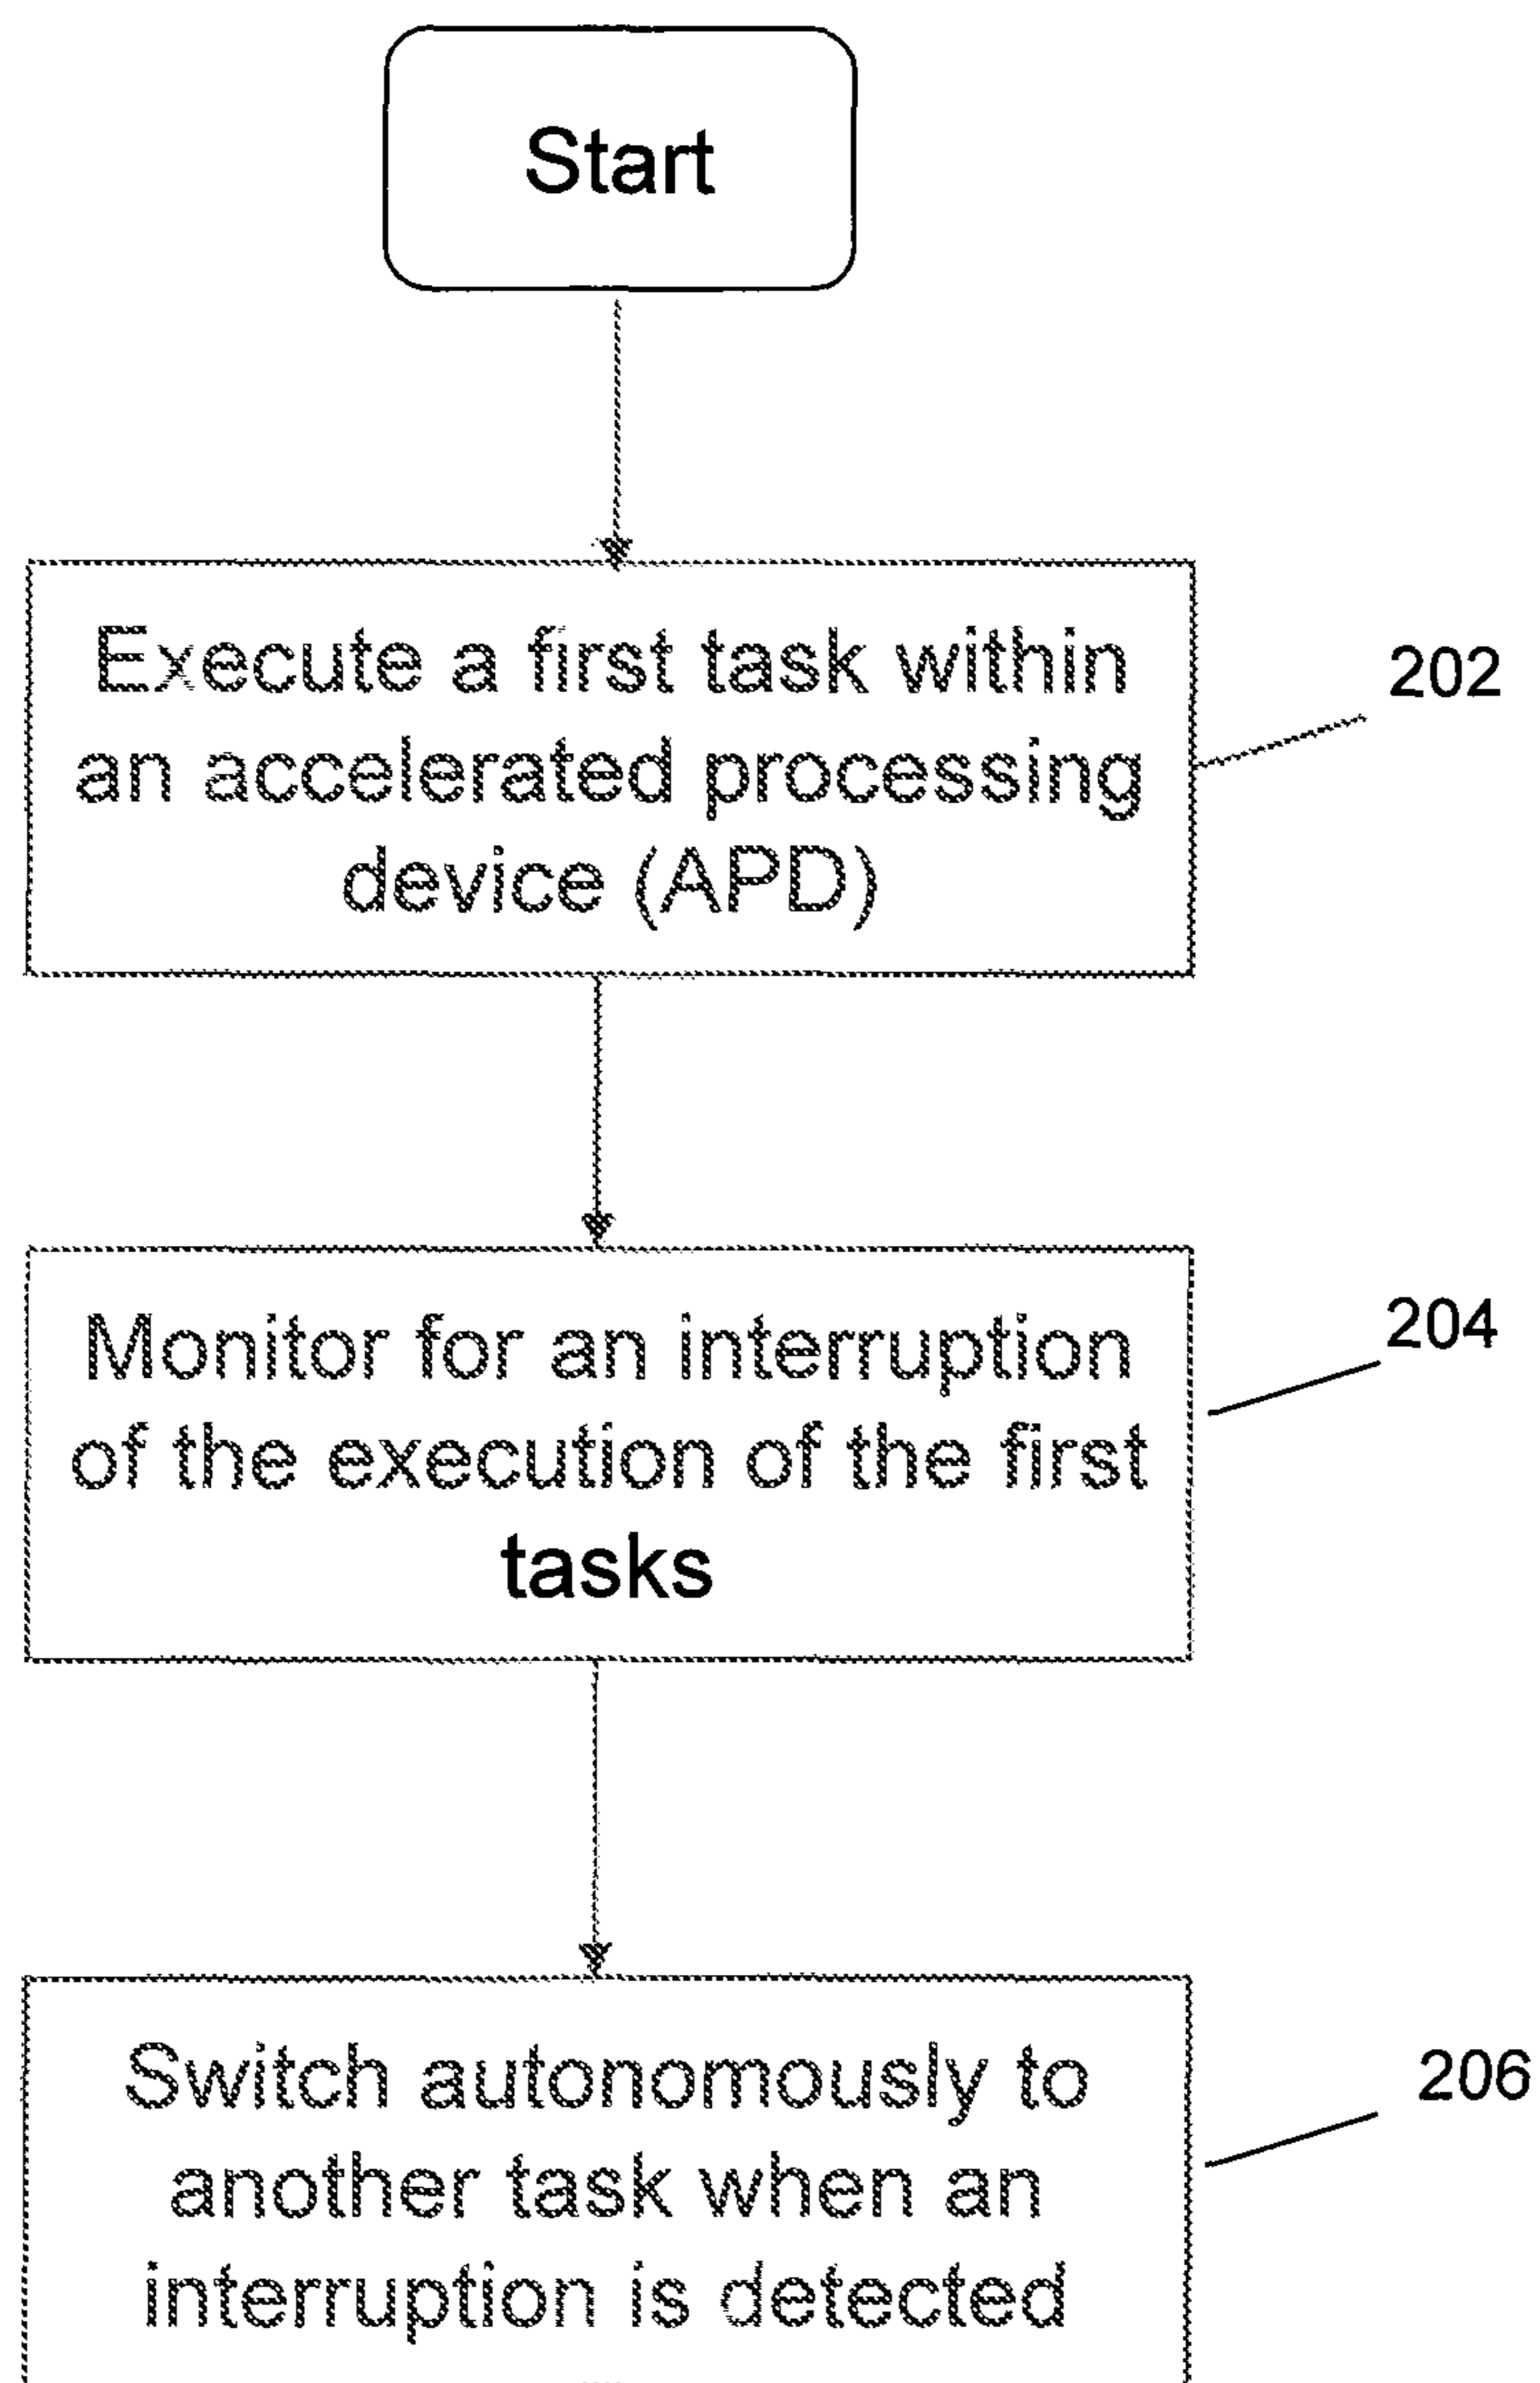 Start
Execute a first task within
an accelerated processing
device (APD)
202
Monitor for an interruption
of the execution of the first
tasks
204
Switch autonomously to
another task when an
interruption is detected
206